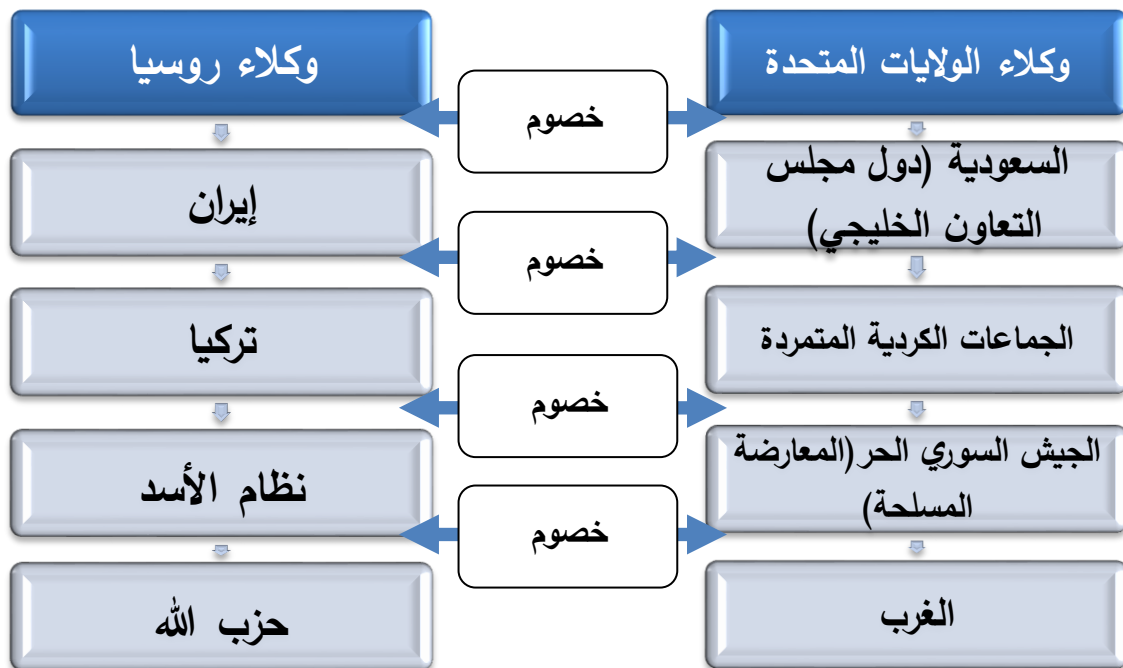 وكلاء الولايات المتحدة
وكلاء روسيا
خصوم
السعودية (دول مجلس
التعاون الخليجي)
إيران
خصوم
الجماعات الكردية المتمردة
تركيا
خصوم
الجيش السوري الحر (المعارضة
المسلحة)
نظام الأسد
خصوم
الغرب
حزب الله